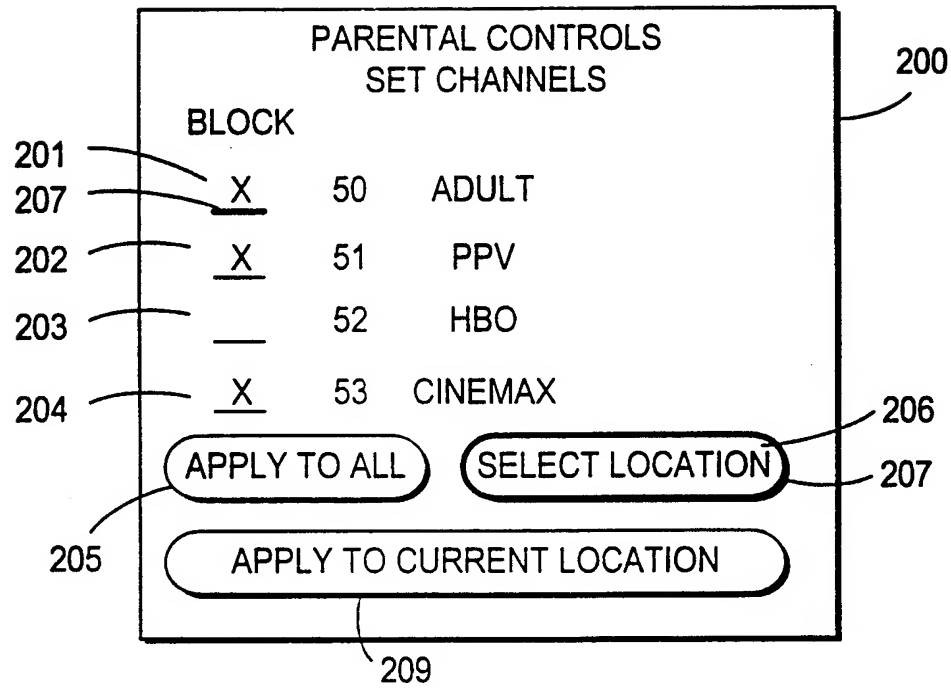 PARENTAL CONTROLS
SET CHANNELS
200
BLOCK
201
X 50 ADULT
207
202 X 51 PPV
203 52 HBO
204 X 53 CINEMAX
206
APPLY TO ALL SELECT LOCATION
207
205
APPLY TO CURRENT LOCATION
209